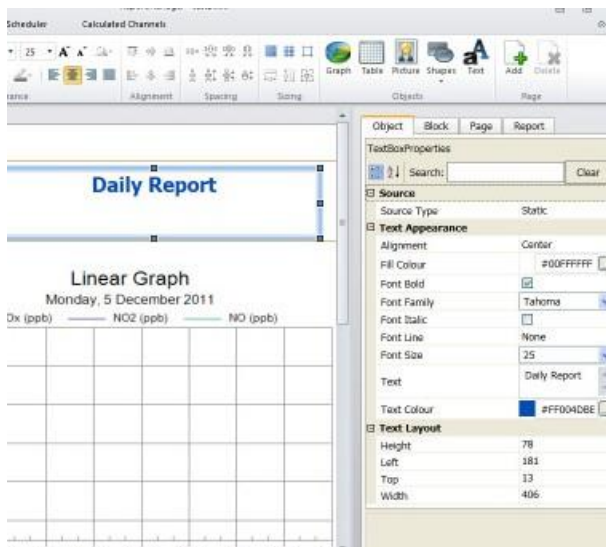 Scheduler Calculated Channels
25
Graph Table Picture Shapes Text Add Delete
Alignment Spacing Sizing Objects Page
Object Block Page Report
TextBoxProperties
Search: Clear
Source
Source Type Static
Text Appearance
Alignment Center
Fill Colour #00FFFFFF
Font Bold
Font Family Tahoma
Font Italic
Font Line None
Font Size 25
Text Daily Report
Text Colour #FF004DBE
Text Layout
Height 78
Left 181
Top 13
Width 406
Daily Report
Linear Graph
Monday, 5 December 2011
Ox (ppb) NO2 (ppb) NO (ppb)